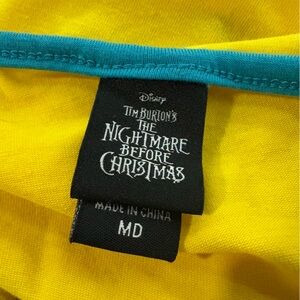 Disney
TIM BURTON'S
THE
NIGHTMARE
BEFORE
CHRISTMAS
MADE IN CHINA
MD